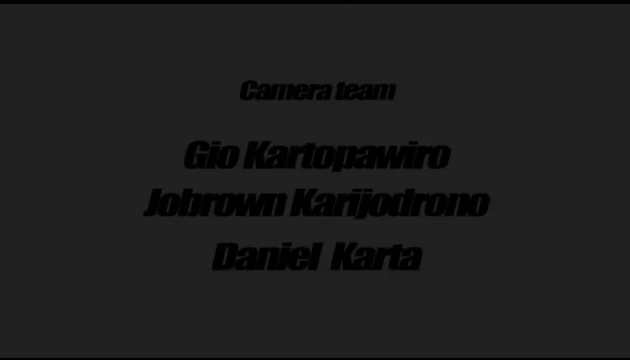 Camera team
Gio Kartopawiro
Jobrown Karijodrono
Daniel Karta